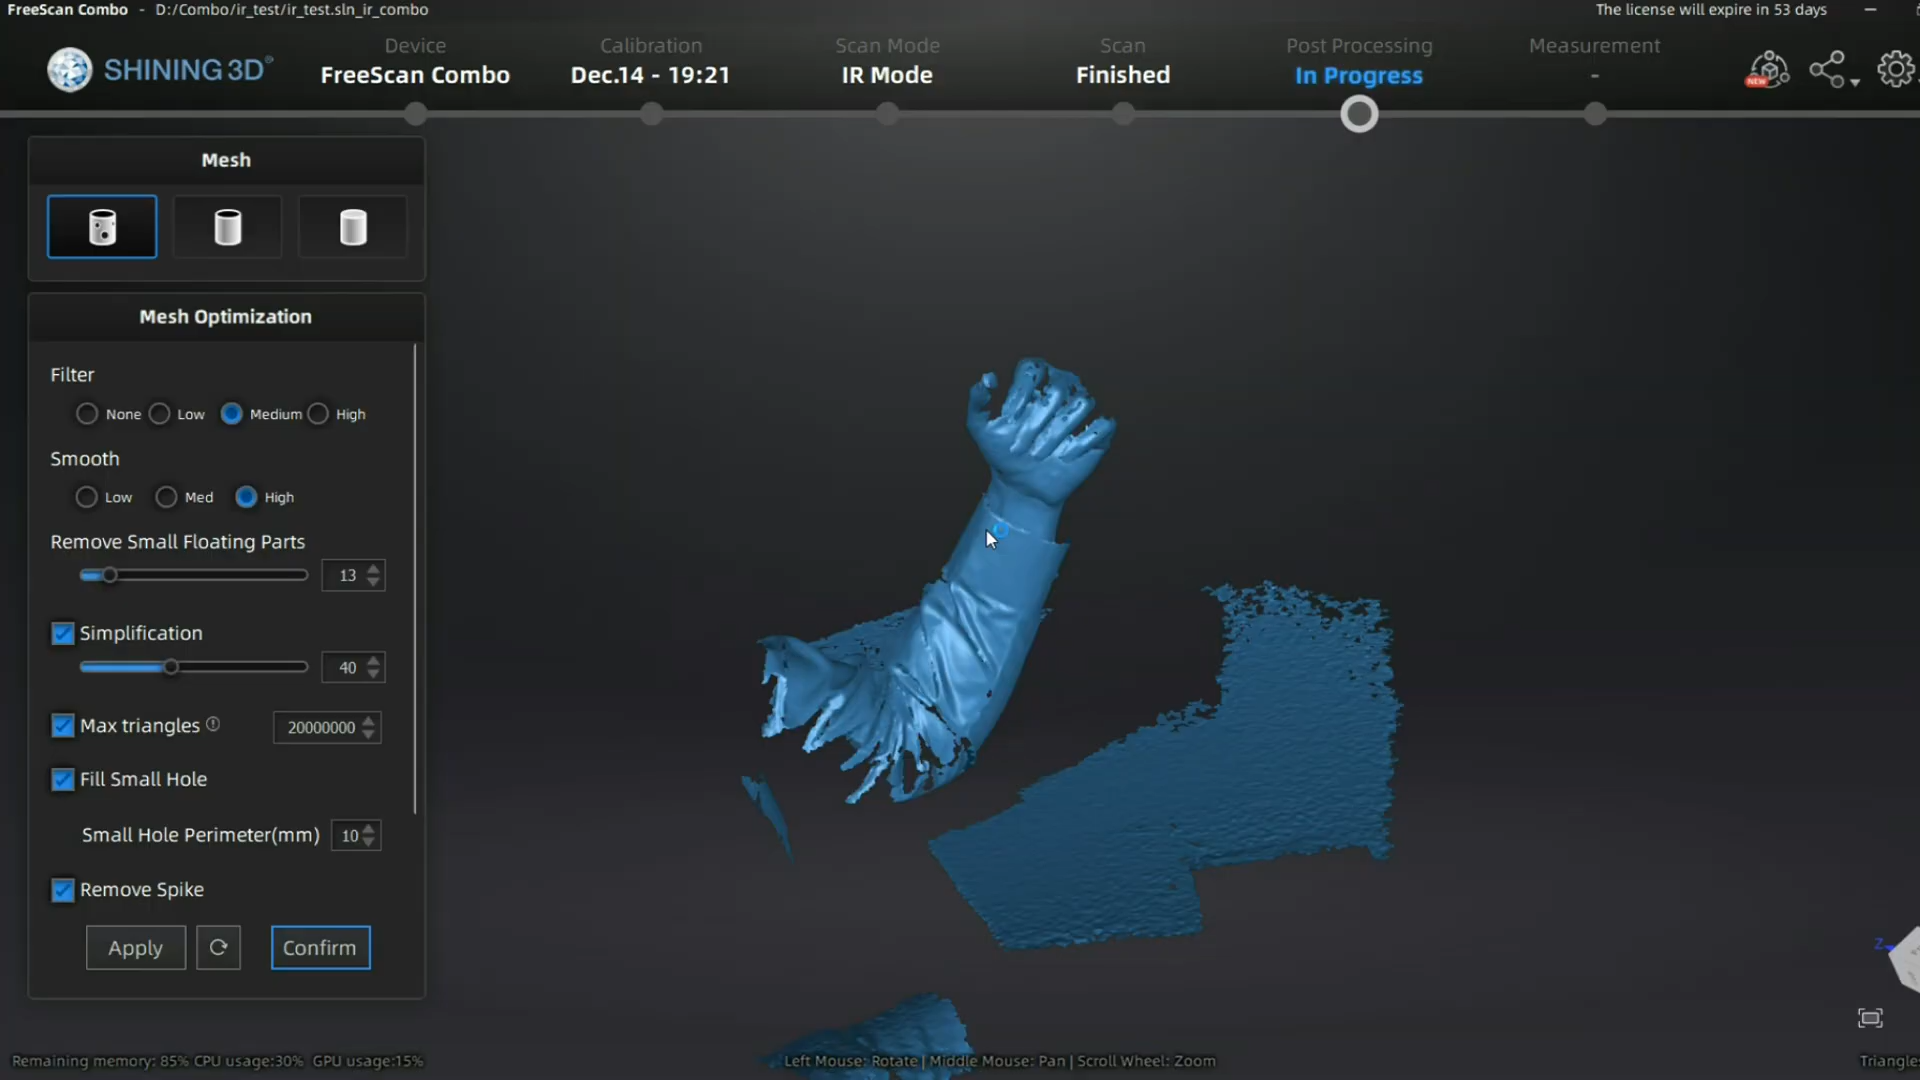 FreeScan Combo - D:/Combo/ir_test/ir_test.sln_ir_combo
The license will expire in 53 days
SHINING 3D
Device
FreeScan Combo
Calibration
Dec.14 - 19:21
Scan Mode
IR Mode
Scan
Finished
Post Processing
In Progress
Measurement
-
NEW
Mesh
Mesh Optimization
Filter
None Low Medium High
Smooth
Low Med High
Remove Small Floating Parts
13
Simplification
40
Max triangles 20000000
Fill Small Hole
Small Hole Perimeter(mm) 10
Remove Spike
Apply Confirm
Z
Remaining memory: 85% CPU usage:30% GPU usage:15%
Left Mouse: Rotate | Middle Mouse: Pan | Scroll Wheel: Zoom
Triangle